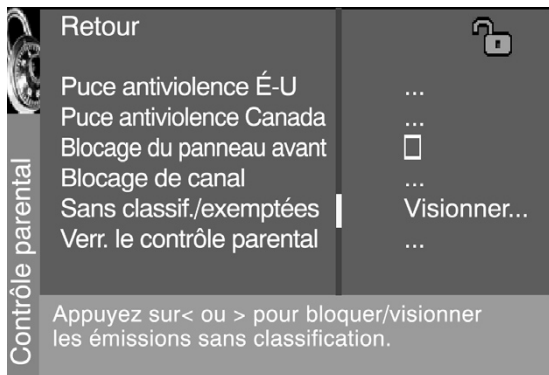 Retour
Puce antiviolence É-U ...
Puce antiviolence Canada ...
Blocage du panneau avant
Blocage de canal ...
Sans classif./exemptées Visionner...
Verr. le contrôle parental ...
Contrôle parental
Appuyez sur< ou > pour bloquer/visionner
les émissions sans classification.